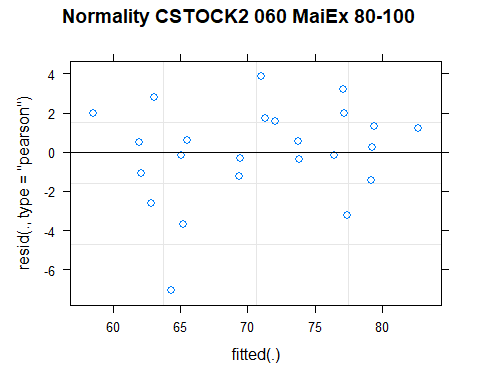 Normality CSTOCK2 060 MaiEx 80-100
resid(., type = "pearson")
4
2
0
-2
-4
-6
60 65 70 75 80
fitted(.)